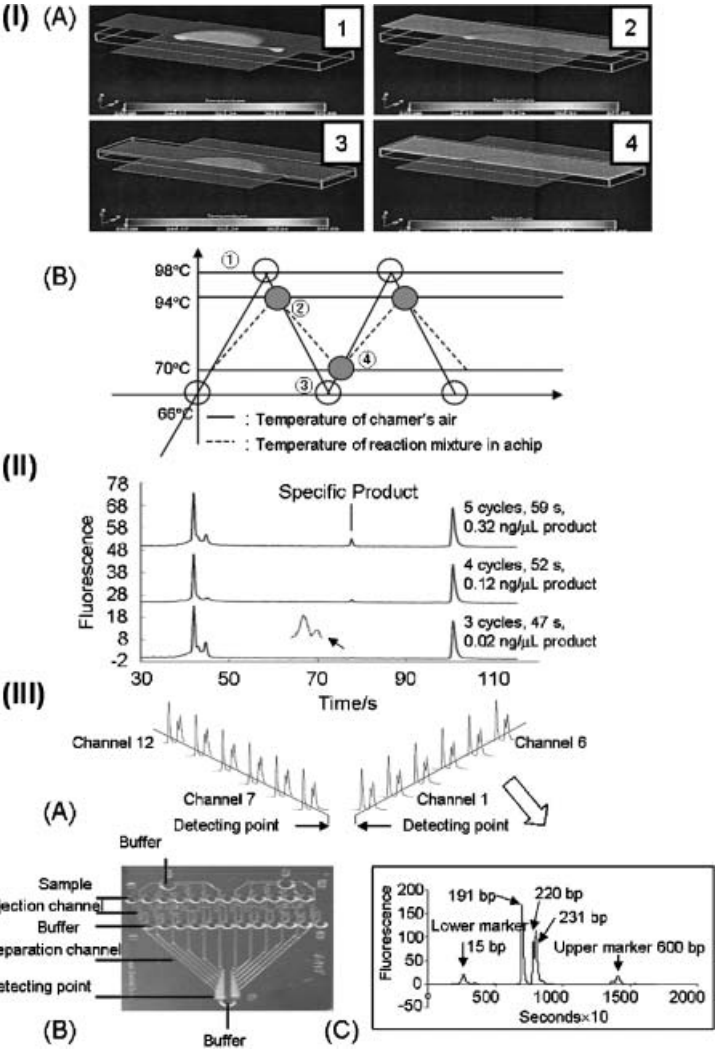 (I) (A)
1
2
3
4
(B)
98°C
94°C
70°C
66°C
①
②
③
④
: Temperature of chamer's air
: Temperature of reaction mixture in achip
(II)
Fluorescence
78
68
58
48
38
28
18
8
-2
Specific Product
5 cycles, 59 s,
0.32 ng/µL product
4 cycles, 52 s,
0.12 ng/µL product
3 cycles, 47 s,
0.02 ng/µL product
30 50 70 90 110
Time/s
(III)
Channel 12
Channel 6
Channel 7
Channel 1
(A)
Detecting point
Detecting point
Buffer
Sample
jection channel
Buffer
eparation channel
etecting point
Buffer
(B)
(C)
Fluorescence
200
150
100
50
0
-50
191 bp
220 bp
231 bp
Lower marker
15 bp
Upper marker 600 bp
0 500 1000 1500 2000
Seconds×10